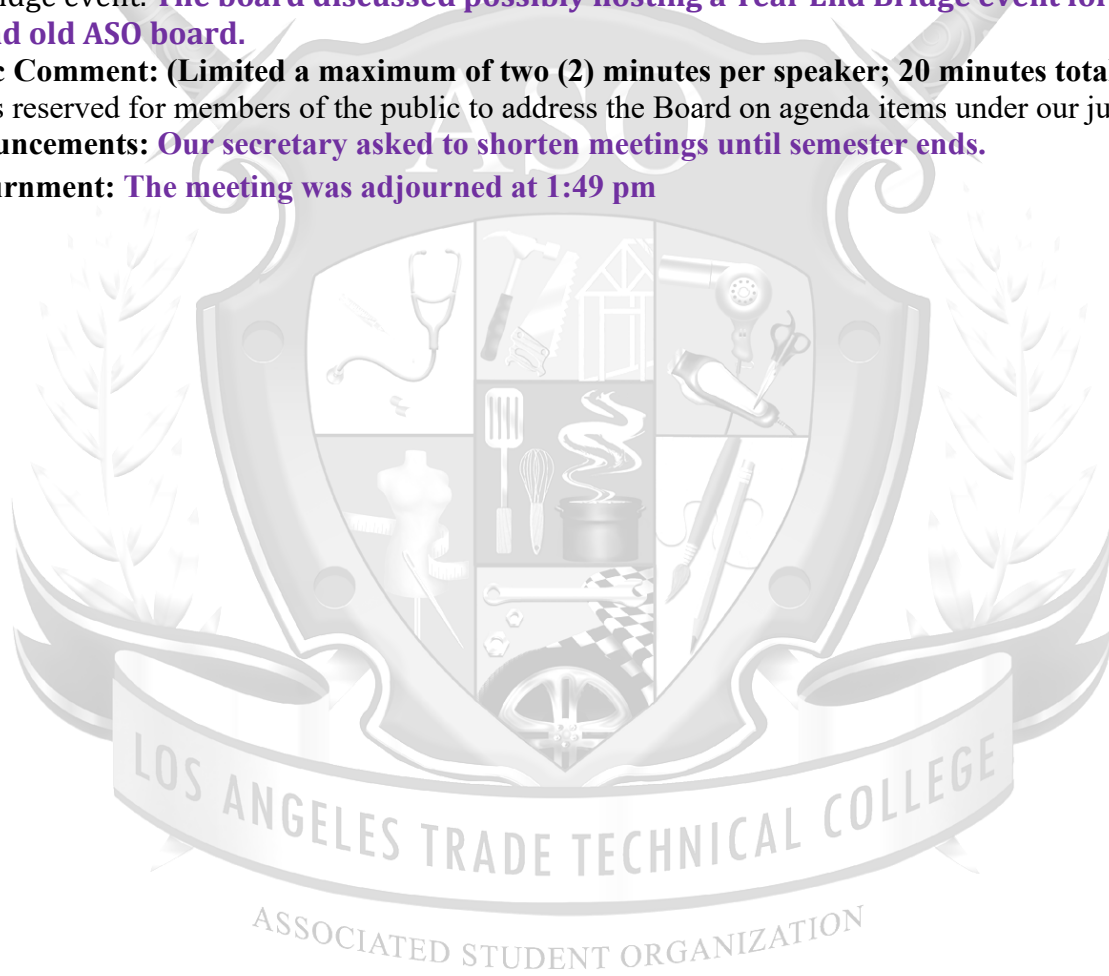 dge event. The board discussed possibly hosting a Year End Bridge event for
nd old ASO board.
c Comment: (Limited a maximum of two (2) minutes per speaker; 20 minutes total
s reserved for members of the public to address the Board on agenda items under our ju
uncements: Our secretary asked to shorten meetings until semester ends.
urnment: The meeting was adjourned at 1:49 pm
ASO
LOS ANGELES TRADE TECHNICAL COLLEGE
ASSOCIATED STUDENT ORGANIZATION